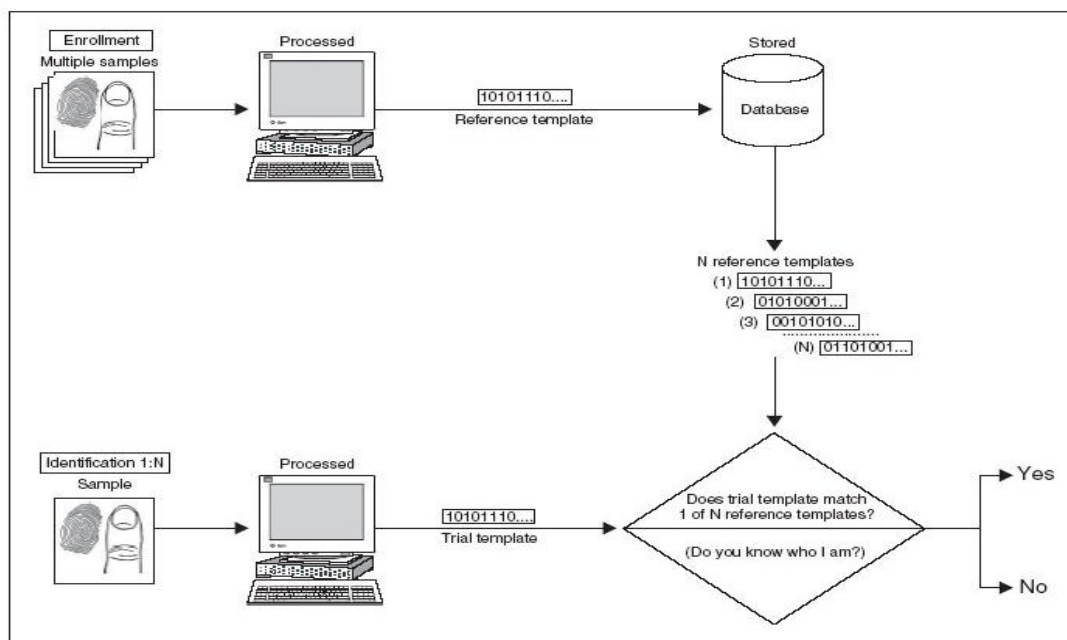 Enrollment
Multiple samples
Processed
10101110....
Reference template
Stored
Database
N reference templates
(1) 10101110...
(2) 01010001...
(3) 00101010...
(N) 01101001...
Identification 1:N
Sample
Processed
10101110....
Trial template
Does trial template match
1 of N reference templates?
(Do you know who I am?)
Yes
No